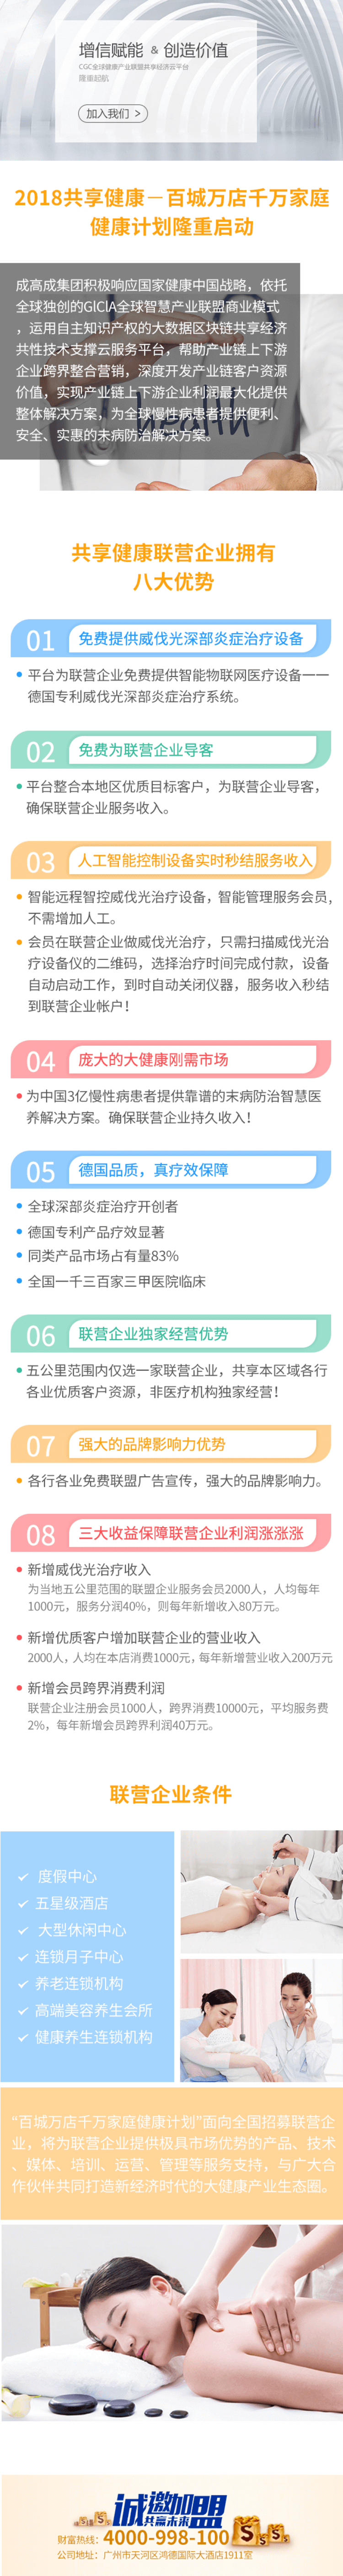 增信赋能 & 创造价值
CGC全球健康产业联盟共享经济云平台
隆重起航
加入我们 >
2018共享健康－百城万店千万家庭
健康计划隆重启动
成高成集团积极响应国家健康中国战略，依托
全球独创的GICIA全球智慧产业联盟商业模式
，运用自主知识产权的大数据区块链共享经济
共性技术支撑云服务平台，帮助产业链上下游
企业跨界整合营销，深度开发产业链客户资源
价值，实现产业链上下游企业利润最大化提供
整体解决方案，为全球慢性病患者提供便利、
安全、实惠的未病防治解决方案。
health
共享健康联营企业拥有
八大优势
01 免费提供威伐光深部炎症治疗设备
平台为联营企业免费提供智能物联网医疗设备一一
德国专利威伐光深部炎症治疗系统。
02 免费为联营企业导客
平台整合本地区优质目标客户，为联营企业导客，
确保联营企业服务收入。
03 人工智能控制设备实时秒结服务收入
智能远程智控威伐光治疗设备，智能管理服务会员，
不需增加人工。
会员在联营企业做威伐光治疗，只需扫描威伐光治
疗设备仪的二维码，选择治疗时间完成付款，设备
自动启动工作，到时自动关闭仪器，服务收入秒结
到联营企业帐户！
04 庞大的大健康刚需市场
为中国3亿慢性病患者提供靠谱的末病防治智慧医
养解决方案。确保联营企业持久收入！
05 德国品质，真疗效保障
全球深部炎症治疗开创者
德国专利产品疗效显著
同类产品市场占有量83%
全国一千三百家三甲医院临床
06 联营企业独家经营优势
五公里范围内仅选一家联营企业，共享本区域各行
各业优质客户资源，非医疗机构独家经营！
07 强大的品牌影响力优势
各行各业免费联盟广告宣传，强大的品牌影响力。
08 三大收益保障联营企业利润涨涨涨
新增威伐光治疗收入
为当地五公里范围的联盟企业服务会员2000人，人均每年
1000元，服务分润40%，则每年新增收入80万元。
新增优质客户增加联营企业的营业收入
2000人，人均在本店消费1000元，每年新增营业收入200万元
新增会员跨界消费利润
联营企业注册会员1000人，跨界消费10000元，平均服务费
2%，每年新增会员跨界利润40万元。
联营企业条件
度假中心
五星级酒店
大型休闲中心
连锁月子中心
养老连锁机构
高端美容养生会所
健康养生连锁机构
“百城万店千万家庭健康计划”面向全国招募联营企
业，将为联营企业提供极具市场优势的产品、技术
、媒体、培训、运营、管理等服务支持，与广大合
作伙伴共同打造新经济时代的大健康产业生态圈。
诚邀加盟
共赢未来
财富热线：4000-998-100
公司地址：广州市天河区鸿德国际大酒店1911室